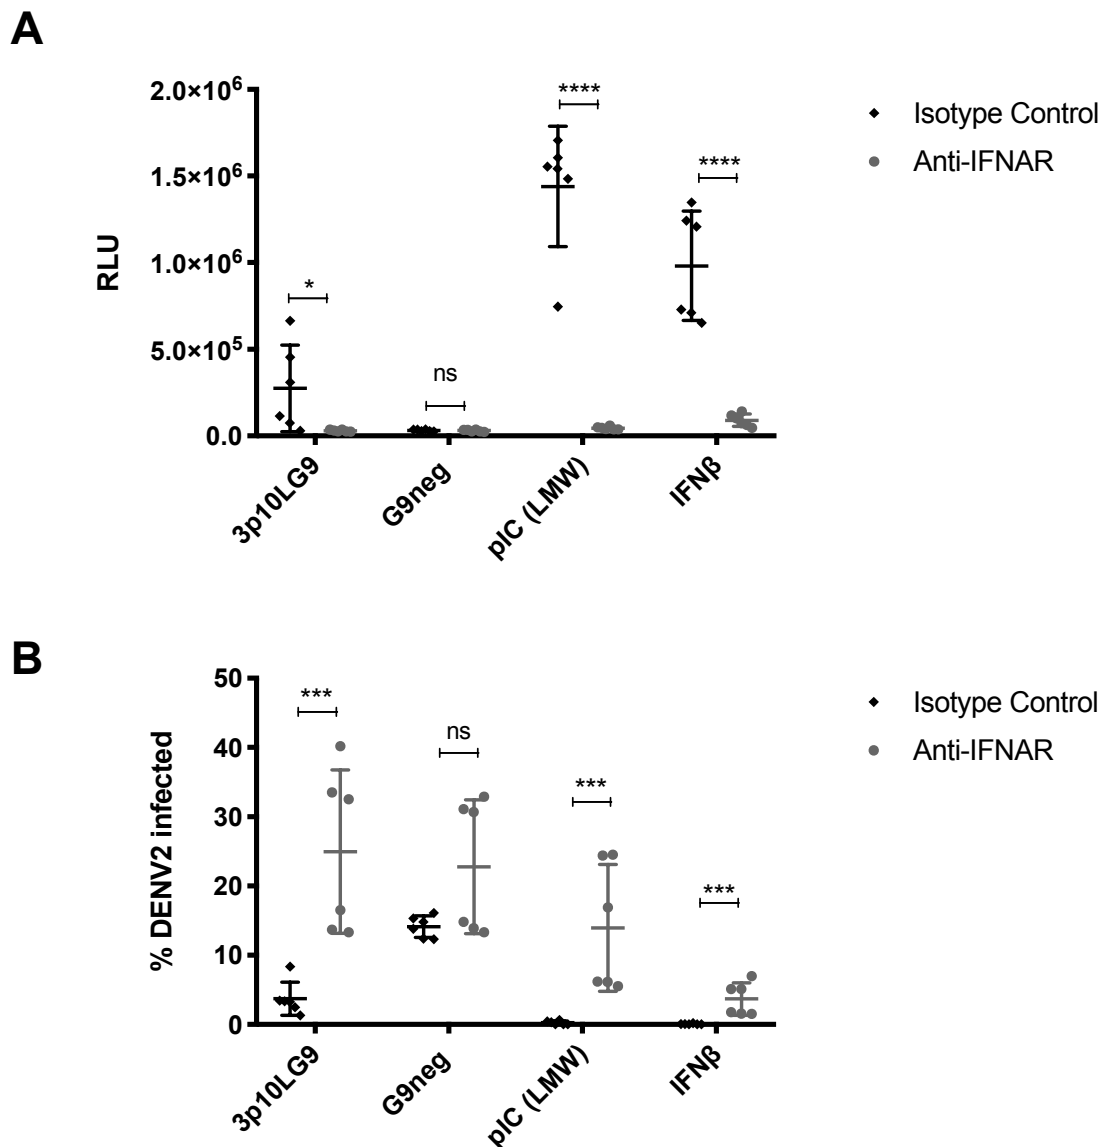 A
2.0×10⁶
1.5×10⁶
1.0×10⁶
5.0×10⁵
0.0
RLU
*
ns
****
****
3p10LG9
G9neg
pIC (LMW)
IFNβ
Isotype Control
Anti-IFNAR
B
50
40
30
20
10
0
% DENV2 infected
***
ns
***
***
3p10LG9
G9neg
pIC (LMW)
IFNβ
Isotype Control
Anti-IFNAR